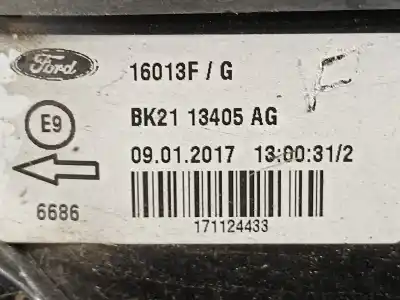 Ford
16013F / G
E9
BK21 13405 AG
09.01.2017 13:00:31/2
6686
171124433